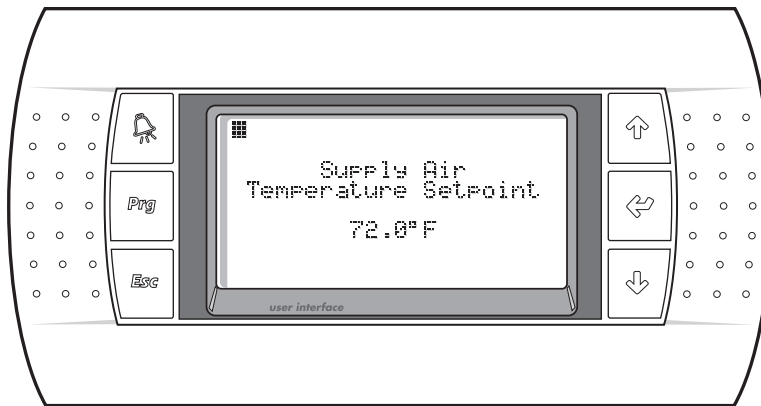 Supply Air
Temperature Setpoint
72.0°F
Prg
Esc
user interface